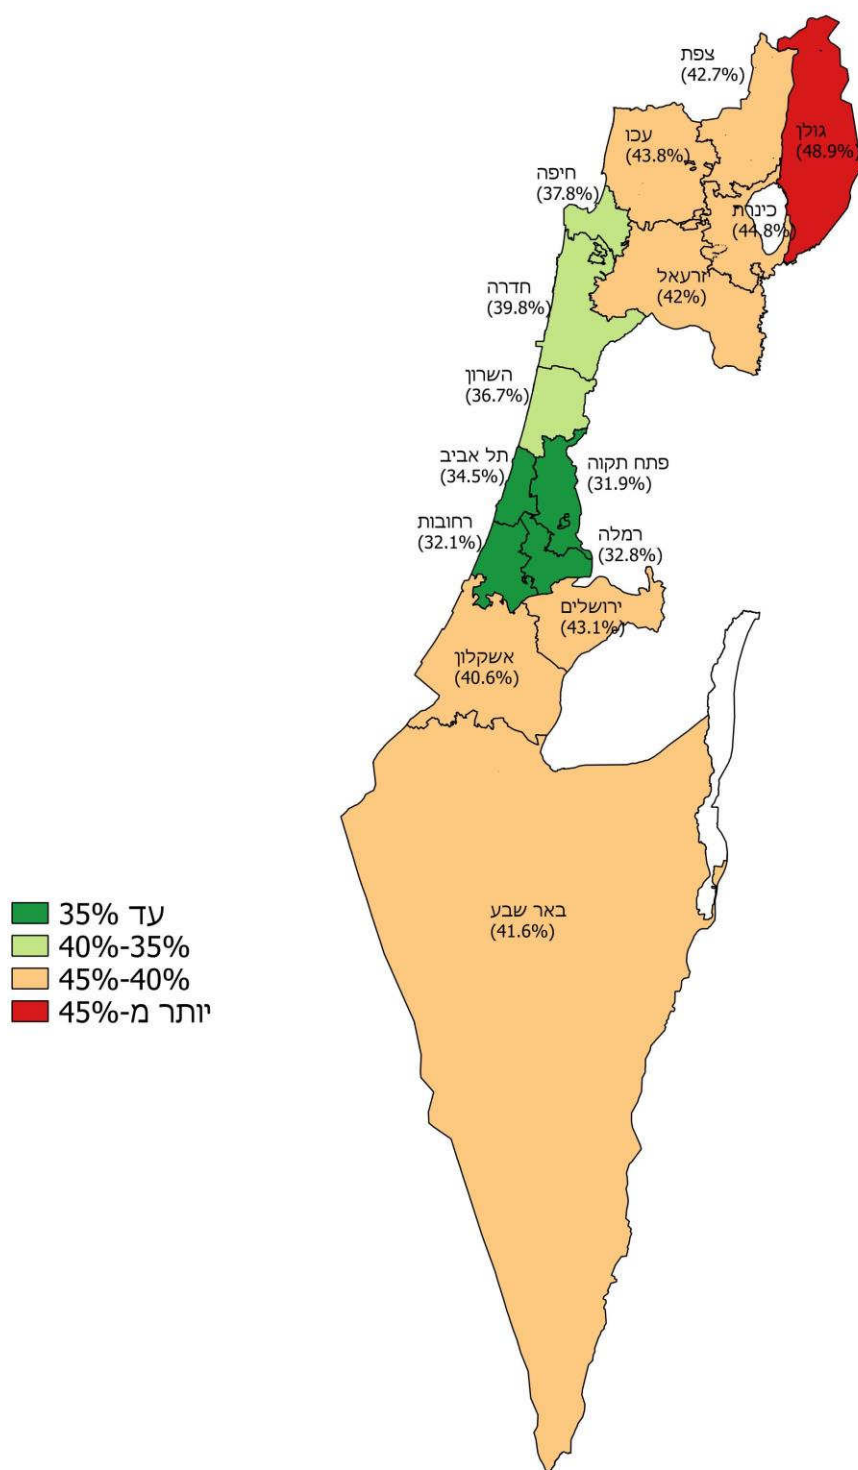 צפת
(42.7%)
גולן
(48.9%)
עכו
(43.8%)
חיפה
(37.8%)
כינרת
(44.8%)
יזרעאל
(42%)
חדרה
(39.8%)
השרון
(36.7%)
תל אביב
(34.5%)
פתח תקוה
(31.9%)
רחובות
(32.1%)
רמלה
(32.8%)
ירושלים
(43.1%)
אשקלון
(40.6%)
באר שבע
(41.6%)
עד 35%
40%-35%
45%-40%
יותר מ-45%